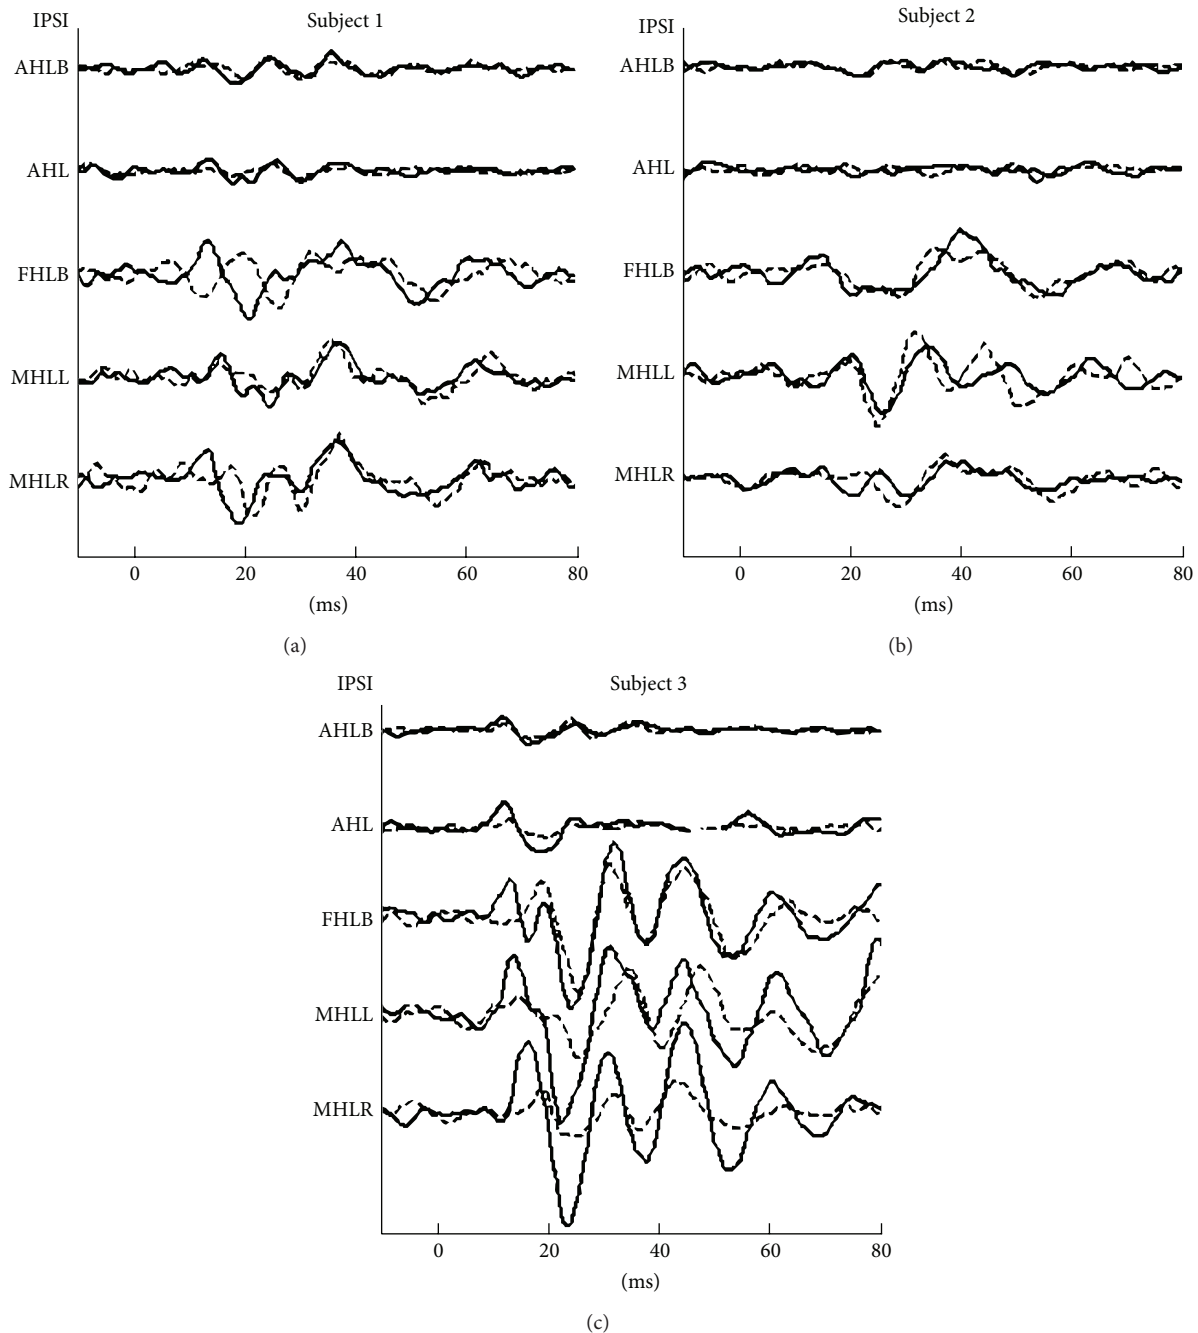 IPSI Subject 1
AHLB
AHL
FHLB
MHLL
MHLR
0 20 40 60 80
(ms)
(a)
IPSI Subject 2
AHLB
AHL
FHLB
MHLL
MHLR
0 20 40 60 80
(ms)
(b)
IPSI Subject 3
AHLB
AHL
FHLB
MHLL
MHLR
0 20 40 60 80
(ms)
(c)